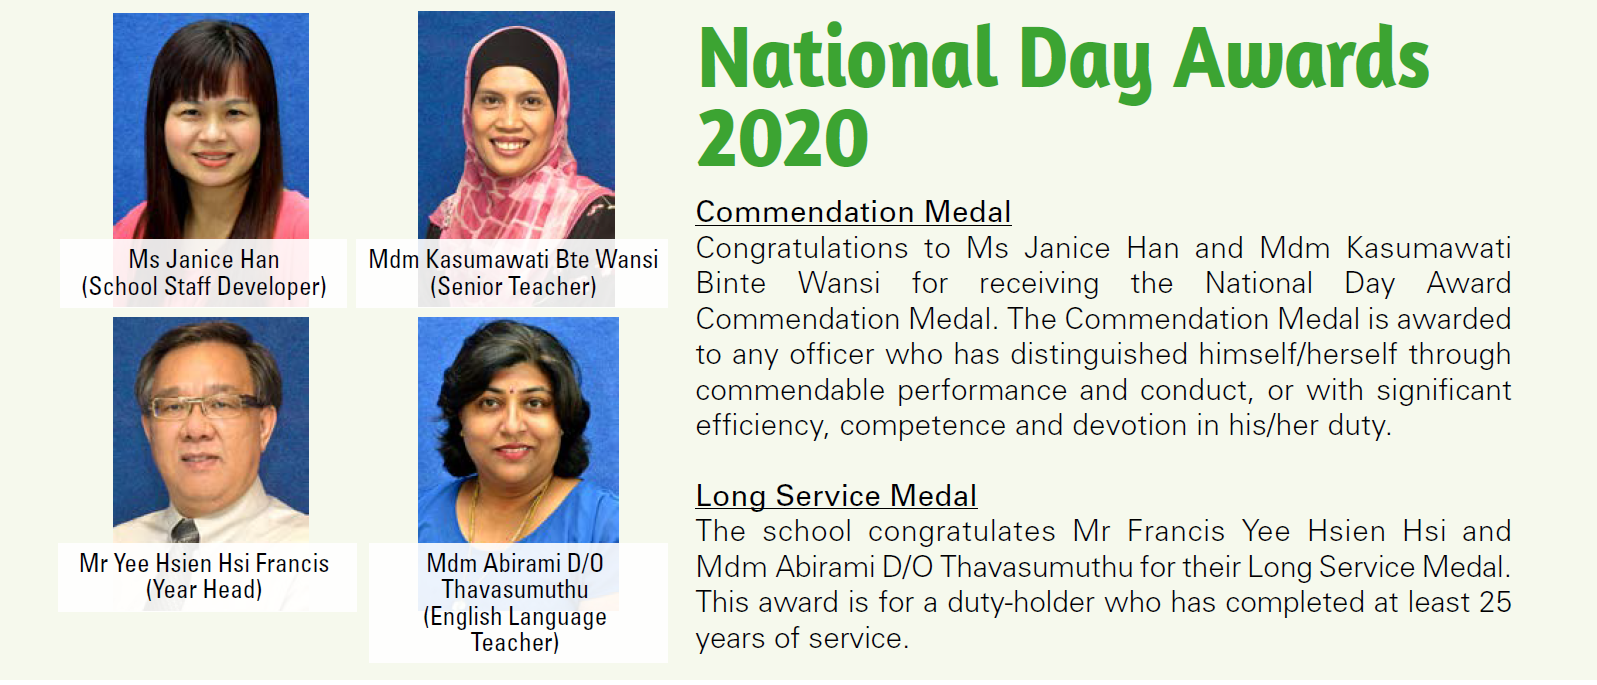 Ms Janice Han
(School Staff Developer)
Mdm Kasumawati Bte Wansi
(Senior Teacher)
Mr Yee Hsien Hsi Francis
(Year Head)
Mdm Abirami D/O
Thavasumuthu
(English Language
Teacher)
National Day Awards
2020
Commendation Medal
Congratulations to Ms Janice Han and Mdm Kasumawati
Binte Wansi for receiving the National Day Award
Commendation Medal. The Commendation Medal is awarded
to any officer who has distinguished himself/herself through
commendable performance and conduct, or with significant
efficiency, competence and devotion in his/her duty.
Long Service Medal
The school congratulates Mr Francis Yee Hsien Hsi and
Mdm Abirami D/O Thavasumuthu for their Long Service Medal.
This award is for a duty-holder who has completed at least 25
years of service.